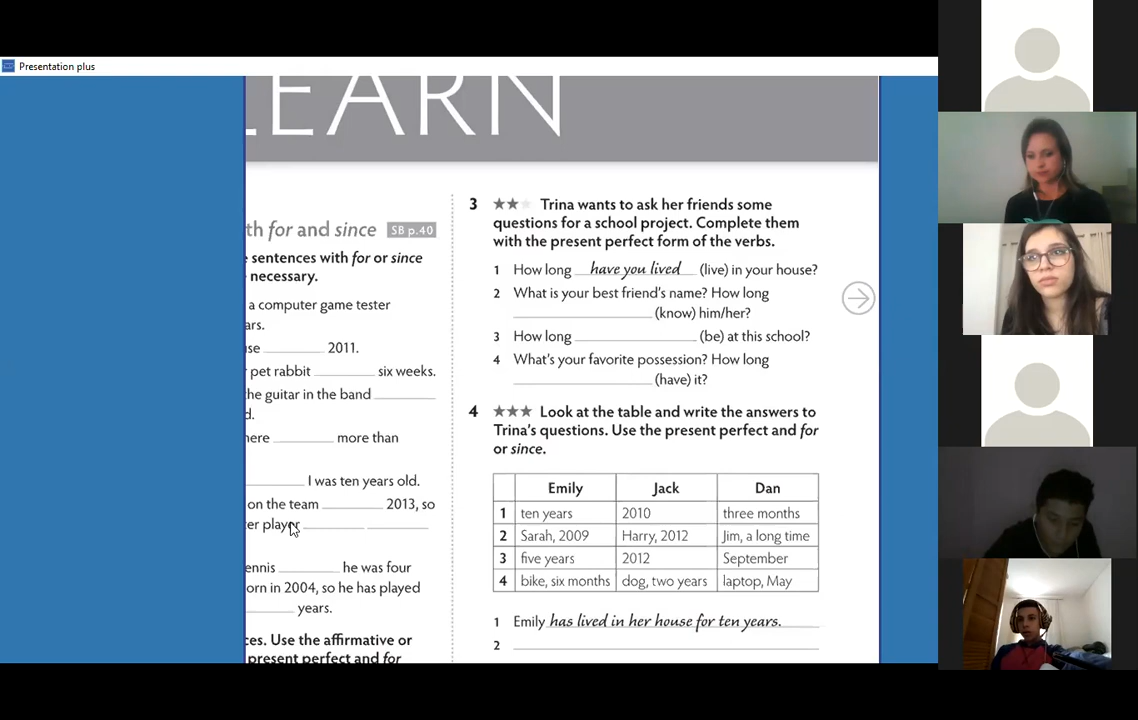 Presentation plus
LEARN
th for and since SB p.40
sentences with for or since
necessary.
a computer game tester
ars.
se 2011.
pet rabbit six weeks.
he guitar in the band
d.
nere more than
I was ten years old.
on the team 2013, so
er player
ennis he was four
orn in 2004, so he has played
years.
ces. Use the affirmative or
present perfect and for
3 ★★★ Trina wants to ask her friends some
questions for a school project. Complete them
with the present perfect form of the verbs.
1 How long have you lived (live) in your house?
2 What is your best friend's name? How long
(know) him/her?
3 How long (be) at this school?
4 What's your favorite possession? How long
(have) it?
4 ★★★ Look at the table and write the answers to
Trina's questions. Use the present perfect and for
or since.
Emily Jack Dan
1 ten years 2010 three months
2 Sarah, 2009 Harry, 2012 Jim, a long time
3 five years 2012 September
4 bike, six months dog, two years laptop, May
1 Emily has lived in her house for ten years.
2